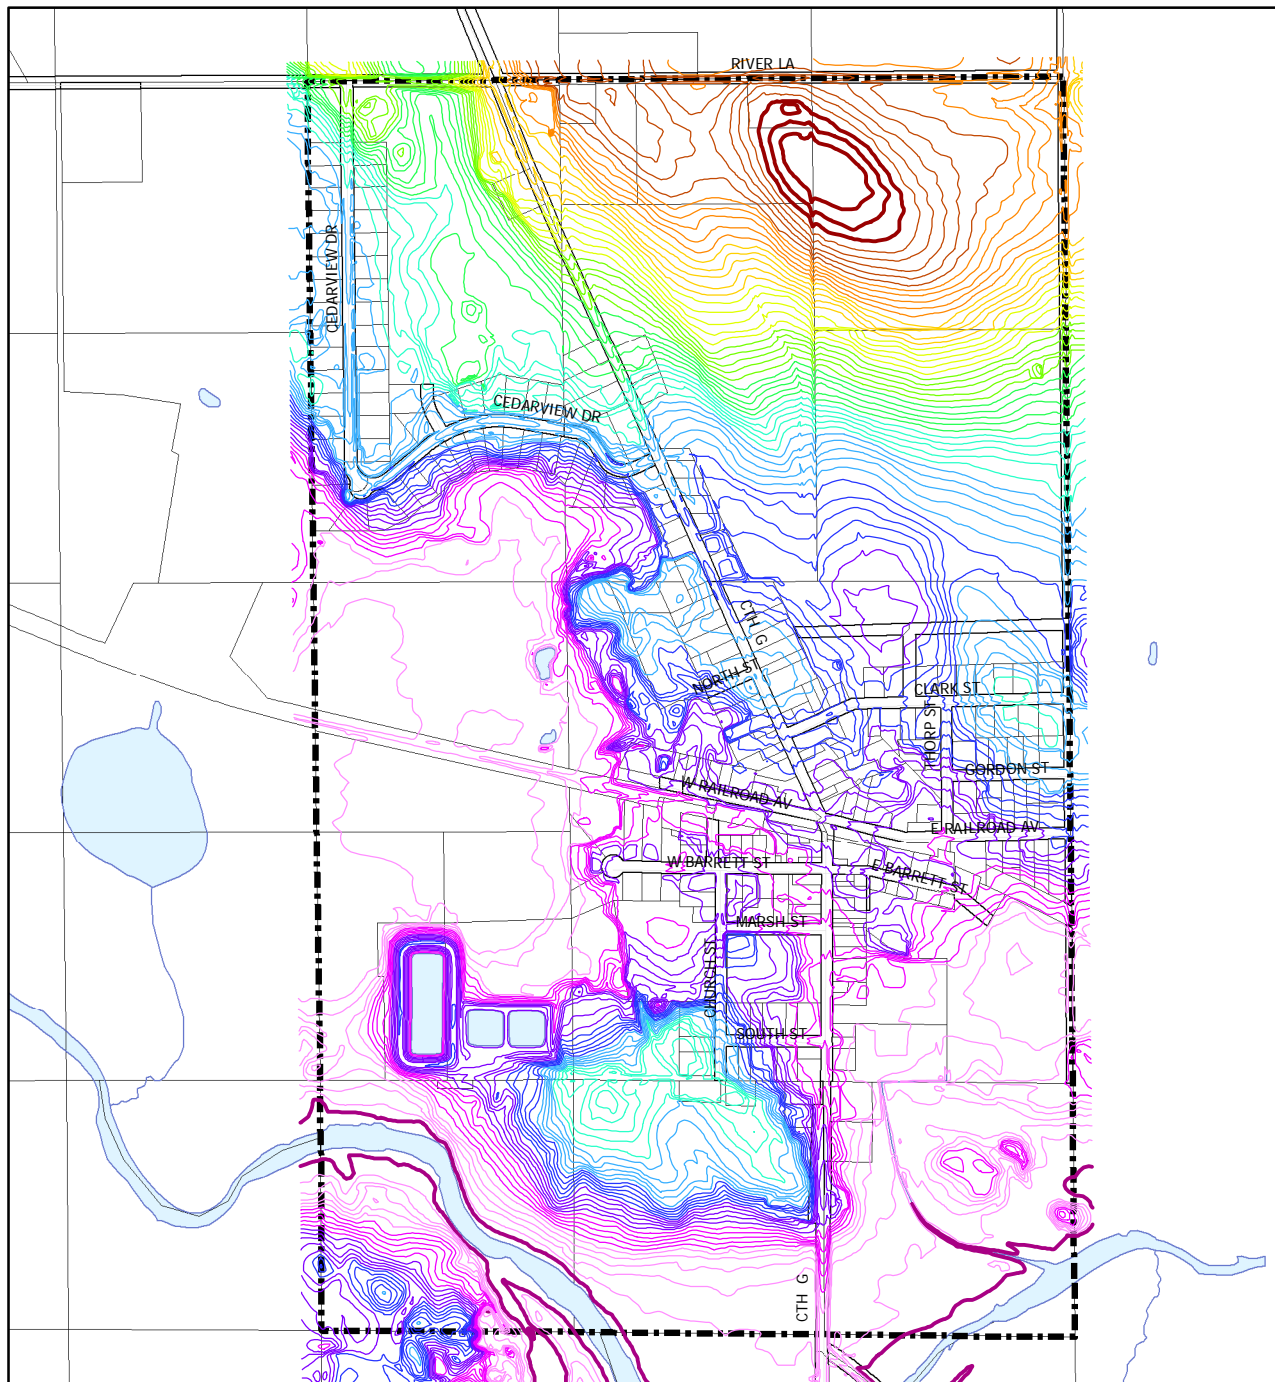 RIVER LA
CEDARVIEW DR
CEDARVIEW DR
CTH G
NORTH ST
CLARK ST
THORP ST
GORDON ST
W RAILROAD AV
E RAILROAD AV
W BARRETT ST
E BARRETT ST
MARSH ST
CHURCH ST
SOUTH ST
CTH G